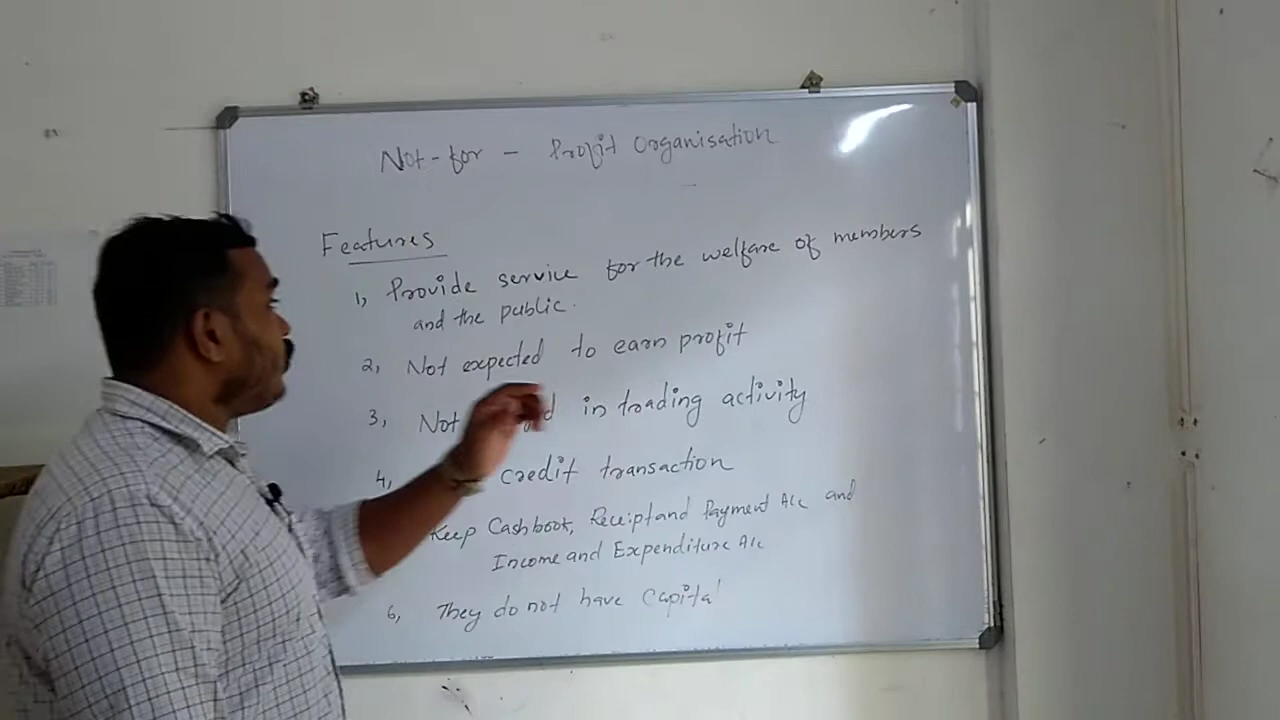 Not-for - Profit Organisation
Features
1, Provide service for the welfare of members
and the public.
2, Not expected to earn profit
3, Not in trading activity
4, credit transaction
Keep Cashbook, Receipt and Payment A/c and
Income and Expenditure A/c
6, They do not have Capital